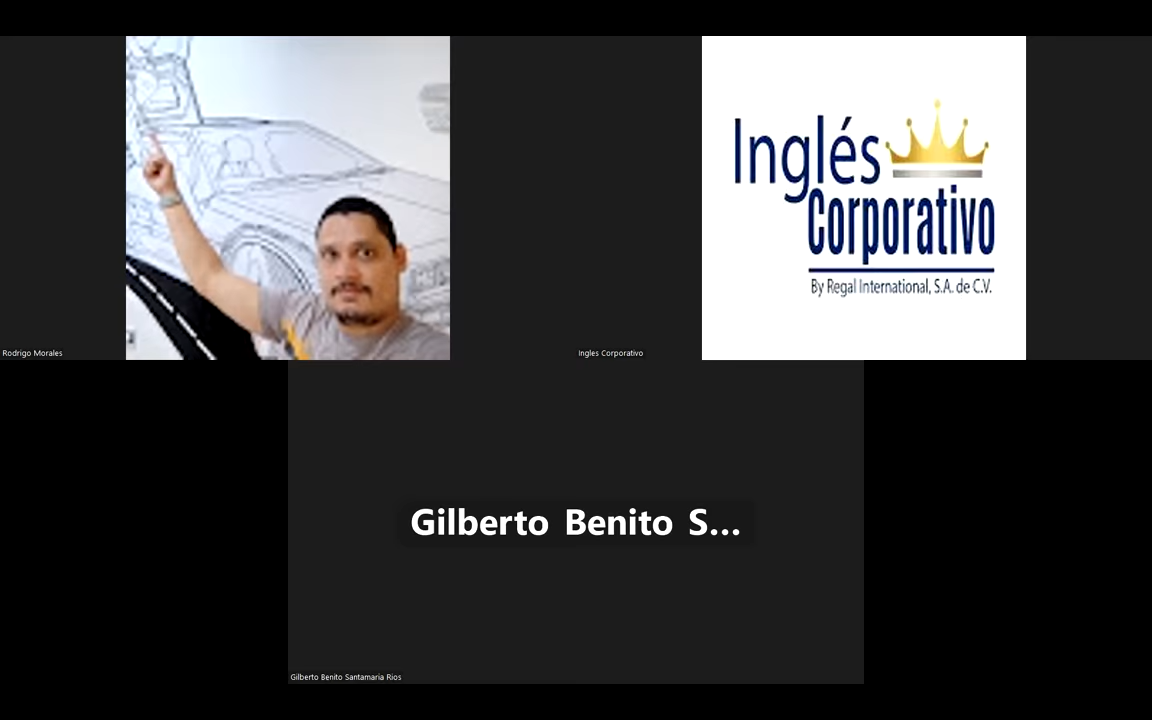 Inglés
Corporativo
By Regal International, S.A. de C.V.
Rodrigo Morales
Ingles Corporativo
Gilberto Benito S...
Gilberto Benito Santamaria Rios